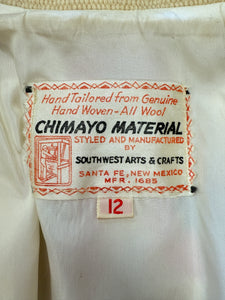 Hand Tailored from Genuine
Hand Woven-All Wool
CHIMAYO MATERIAL
STYLED AND MANUFACTURED
BY
SOUTHWEST ARTS & CRAFTS
SANTA FE, NEW MEXICO
MFR. 1685
12